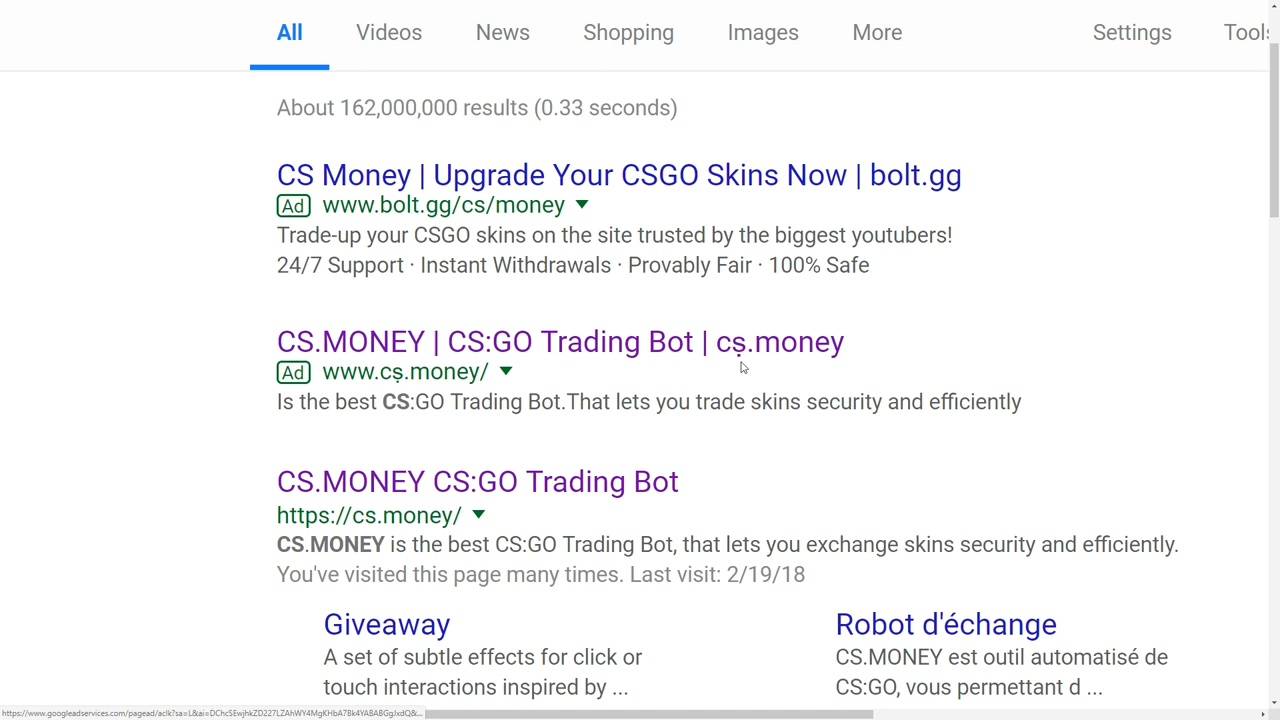 All Videos News Shopping Images More Settings Tools
About 162,000,000 results (0.33 seconds)
CS Money | Upgrade Your CSGO Skins Now | bolt.gg
Ad www.bolt.gg/cs/money
Trade-up your CSGO skins on the site trusted by the biggest youtubers!
24/7 Support · Instant Withdrawals · Provably Fair · 100% Safe
CS.MONEY | CS:GO Trading Bot | cṣ.money
Ad www.cṣ.money/
Is the best CS:GO Trading Bot.That lets you trade skins security and efficiently
CS.MONEY CS:GO Trading Bot
https://cs.money/
CS.MONEY is the best CS:GO Trading Bot, that lets you exchange skins security and efficiently.
You've visited this page many times. Last visit: 2/19/18
Giveaway
A set of subtle effects for click or
touch interactions inspired by ...
Robot d'échange
CS.MONEY est outil automatisé de
CS:GO, vous permettant d ...